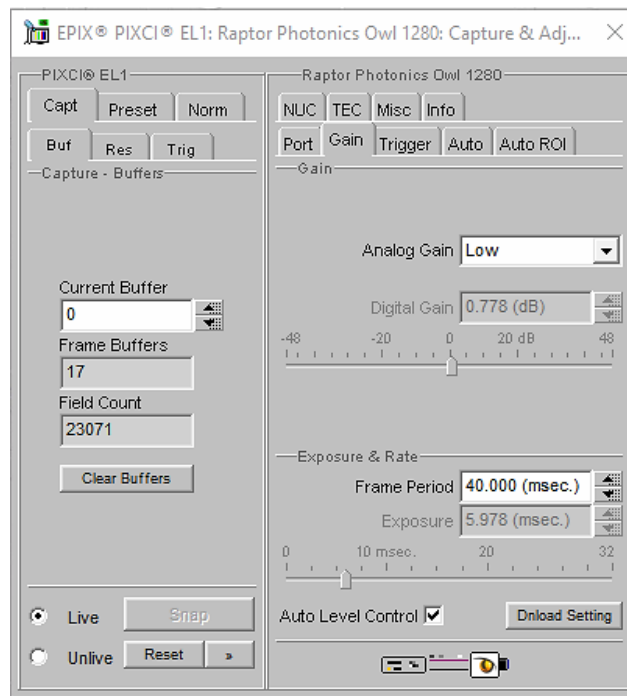 EPIX® PIXCI® EL1: Raptor Photonics Owl 1280: Capture & Adj...
PIXCI® EL1
Capt Preset Norm
Buf Res Trig
Capture - Buffers
Current Buffer
0
Frame Buffers
17
Field Count
23071
Clear Buffers
Live Snap
Unlive Reset »
Raptor Photonics Owl 1280
NUC TEC Misc Info
Port Gain Trigger Auto Auto ROI
Gain
Analog Gain Low
Digital Gain 0.778 (dB)
-48 -20 0 20 dB 48
Exposure & Rate
Frame Period 40.000 (msec.)
Exposure 5.978 (msec.)
0 10 msec. 20 32
Auto Level Control Dnload Setting